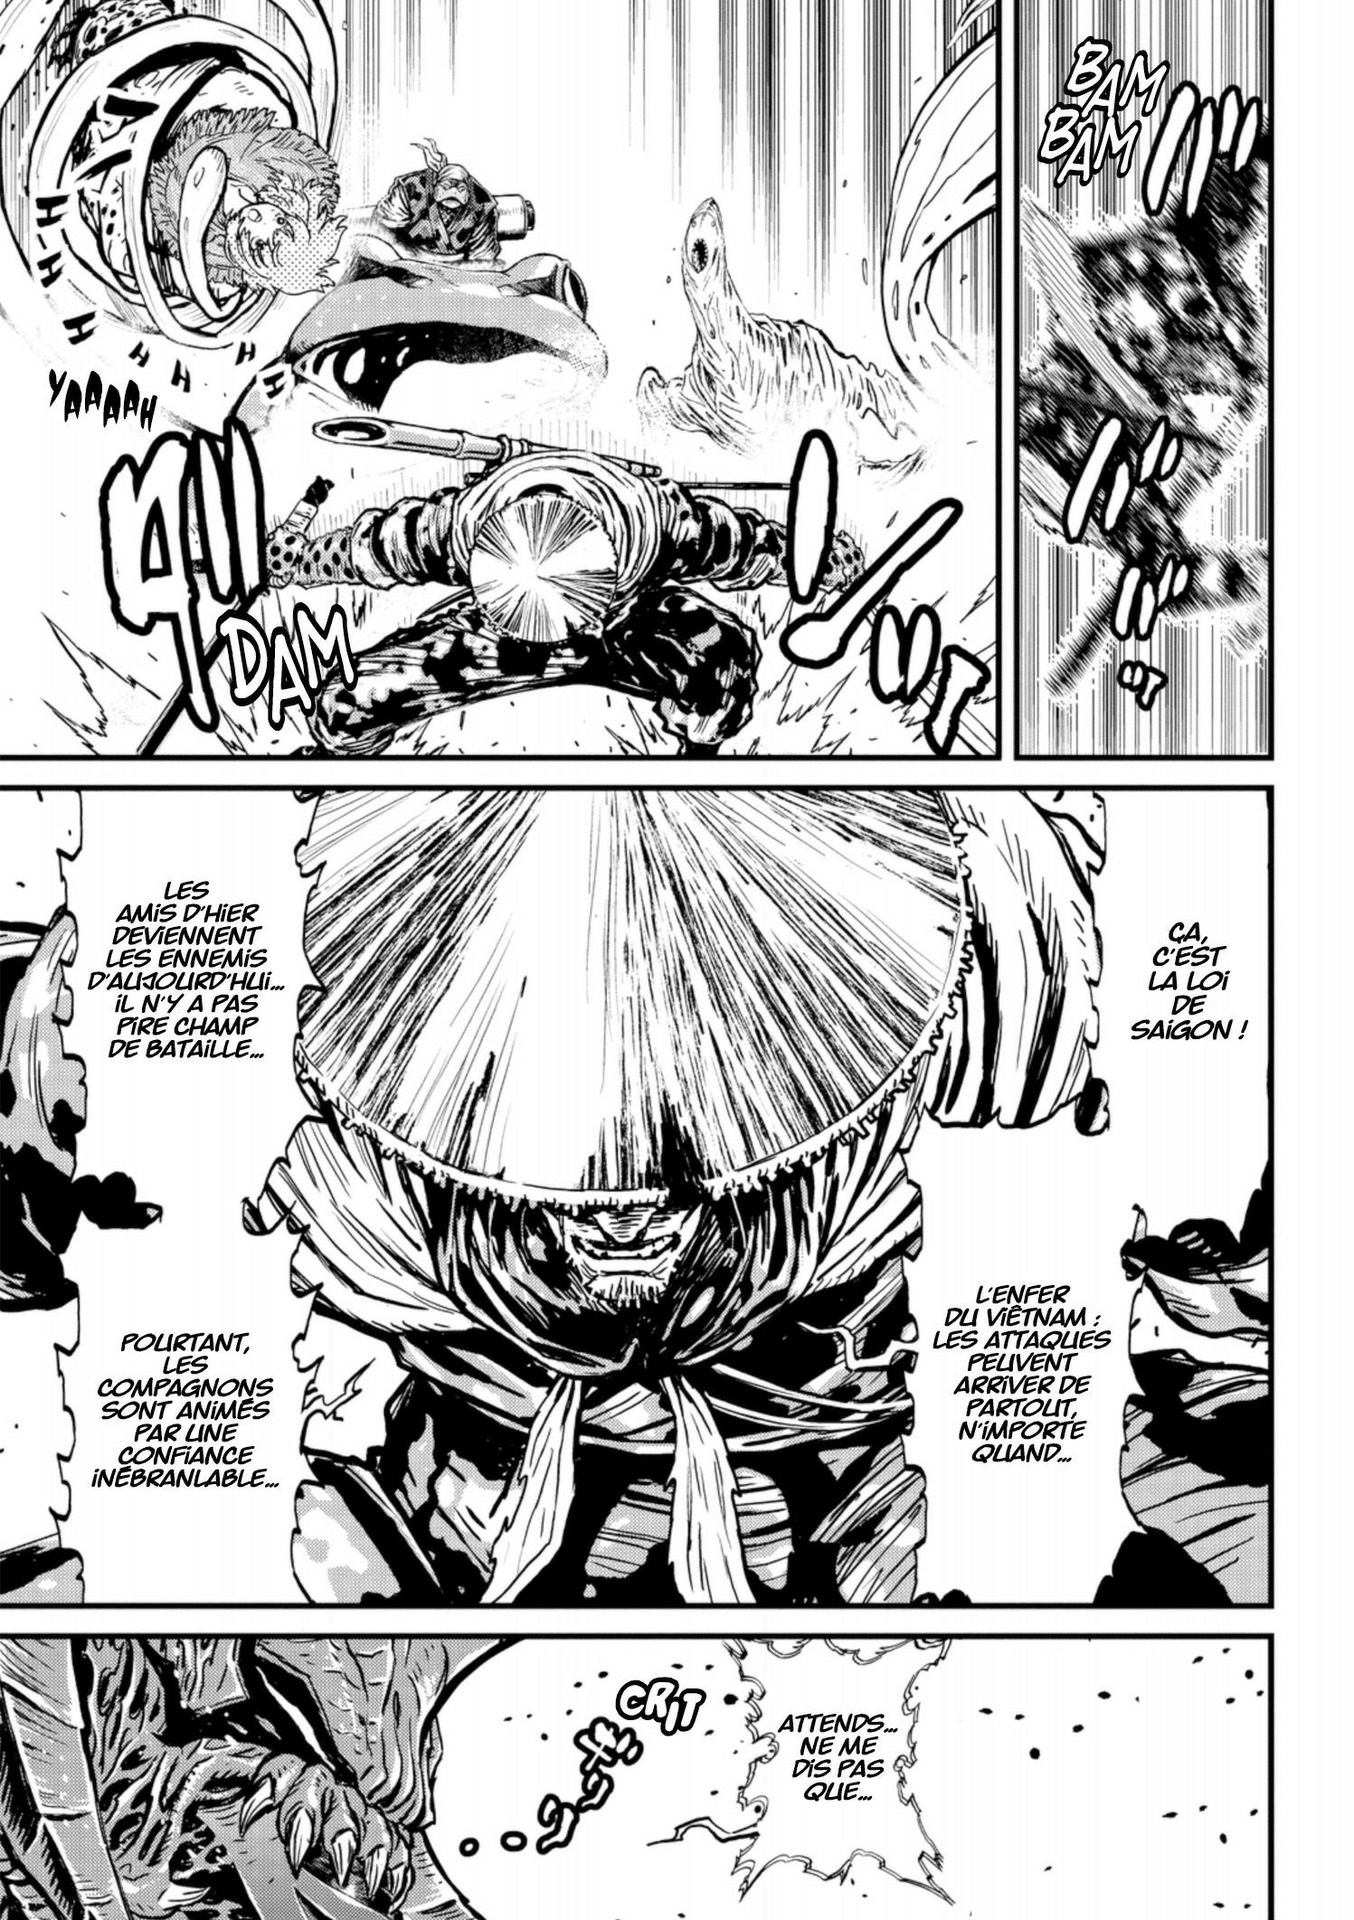 BAM
BAM
H
H-H
H-H
H
H
H
H
H
YAAAAH
DAM
ÇA,
C'EST
LA LOI
DE
SAIGON !
L'ENFER
DU VIÊTNAM :
LES ATTAQUES
PEUVENT
ARRIVER DE
PARTOUT,
N'IMPORTE
QUAND...
LES
AMIS D'HIER
DEVIENNENT
LES ENNEMIS
D'AUJOURD'HUI...
IL N'Y A PAS
PIRE CHAMP
DE BATAILLE...
POURTANT,
LES
COMPAGNONS
SONT ANIMÉS
PAR UNE
CONFIANCE
INÉBRANLABLE...
ATTENDS...
NE ME
DIS PAS
QUE...
CRIT